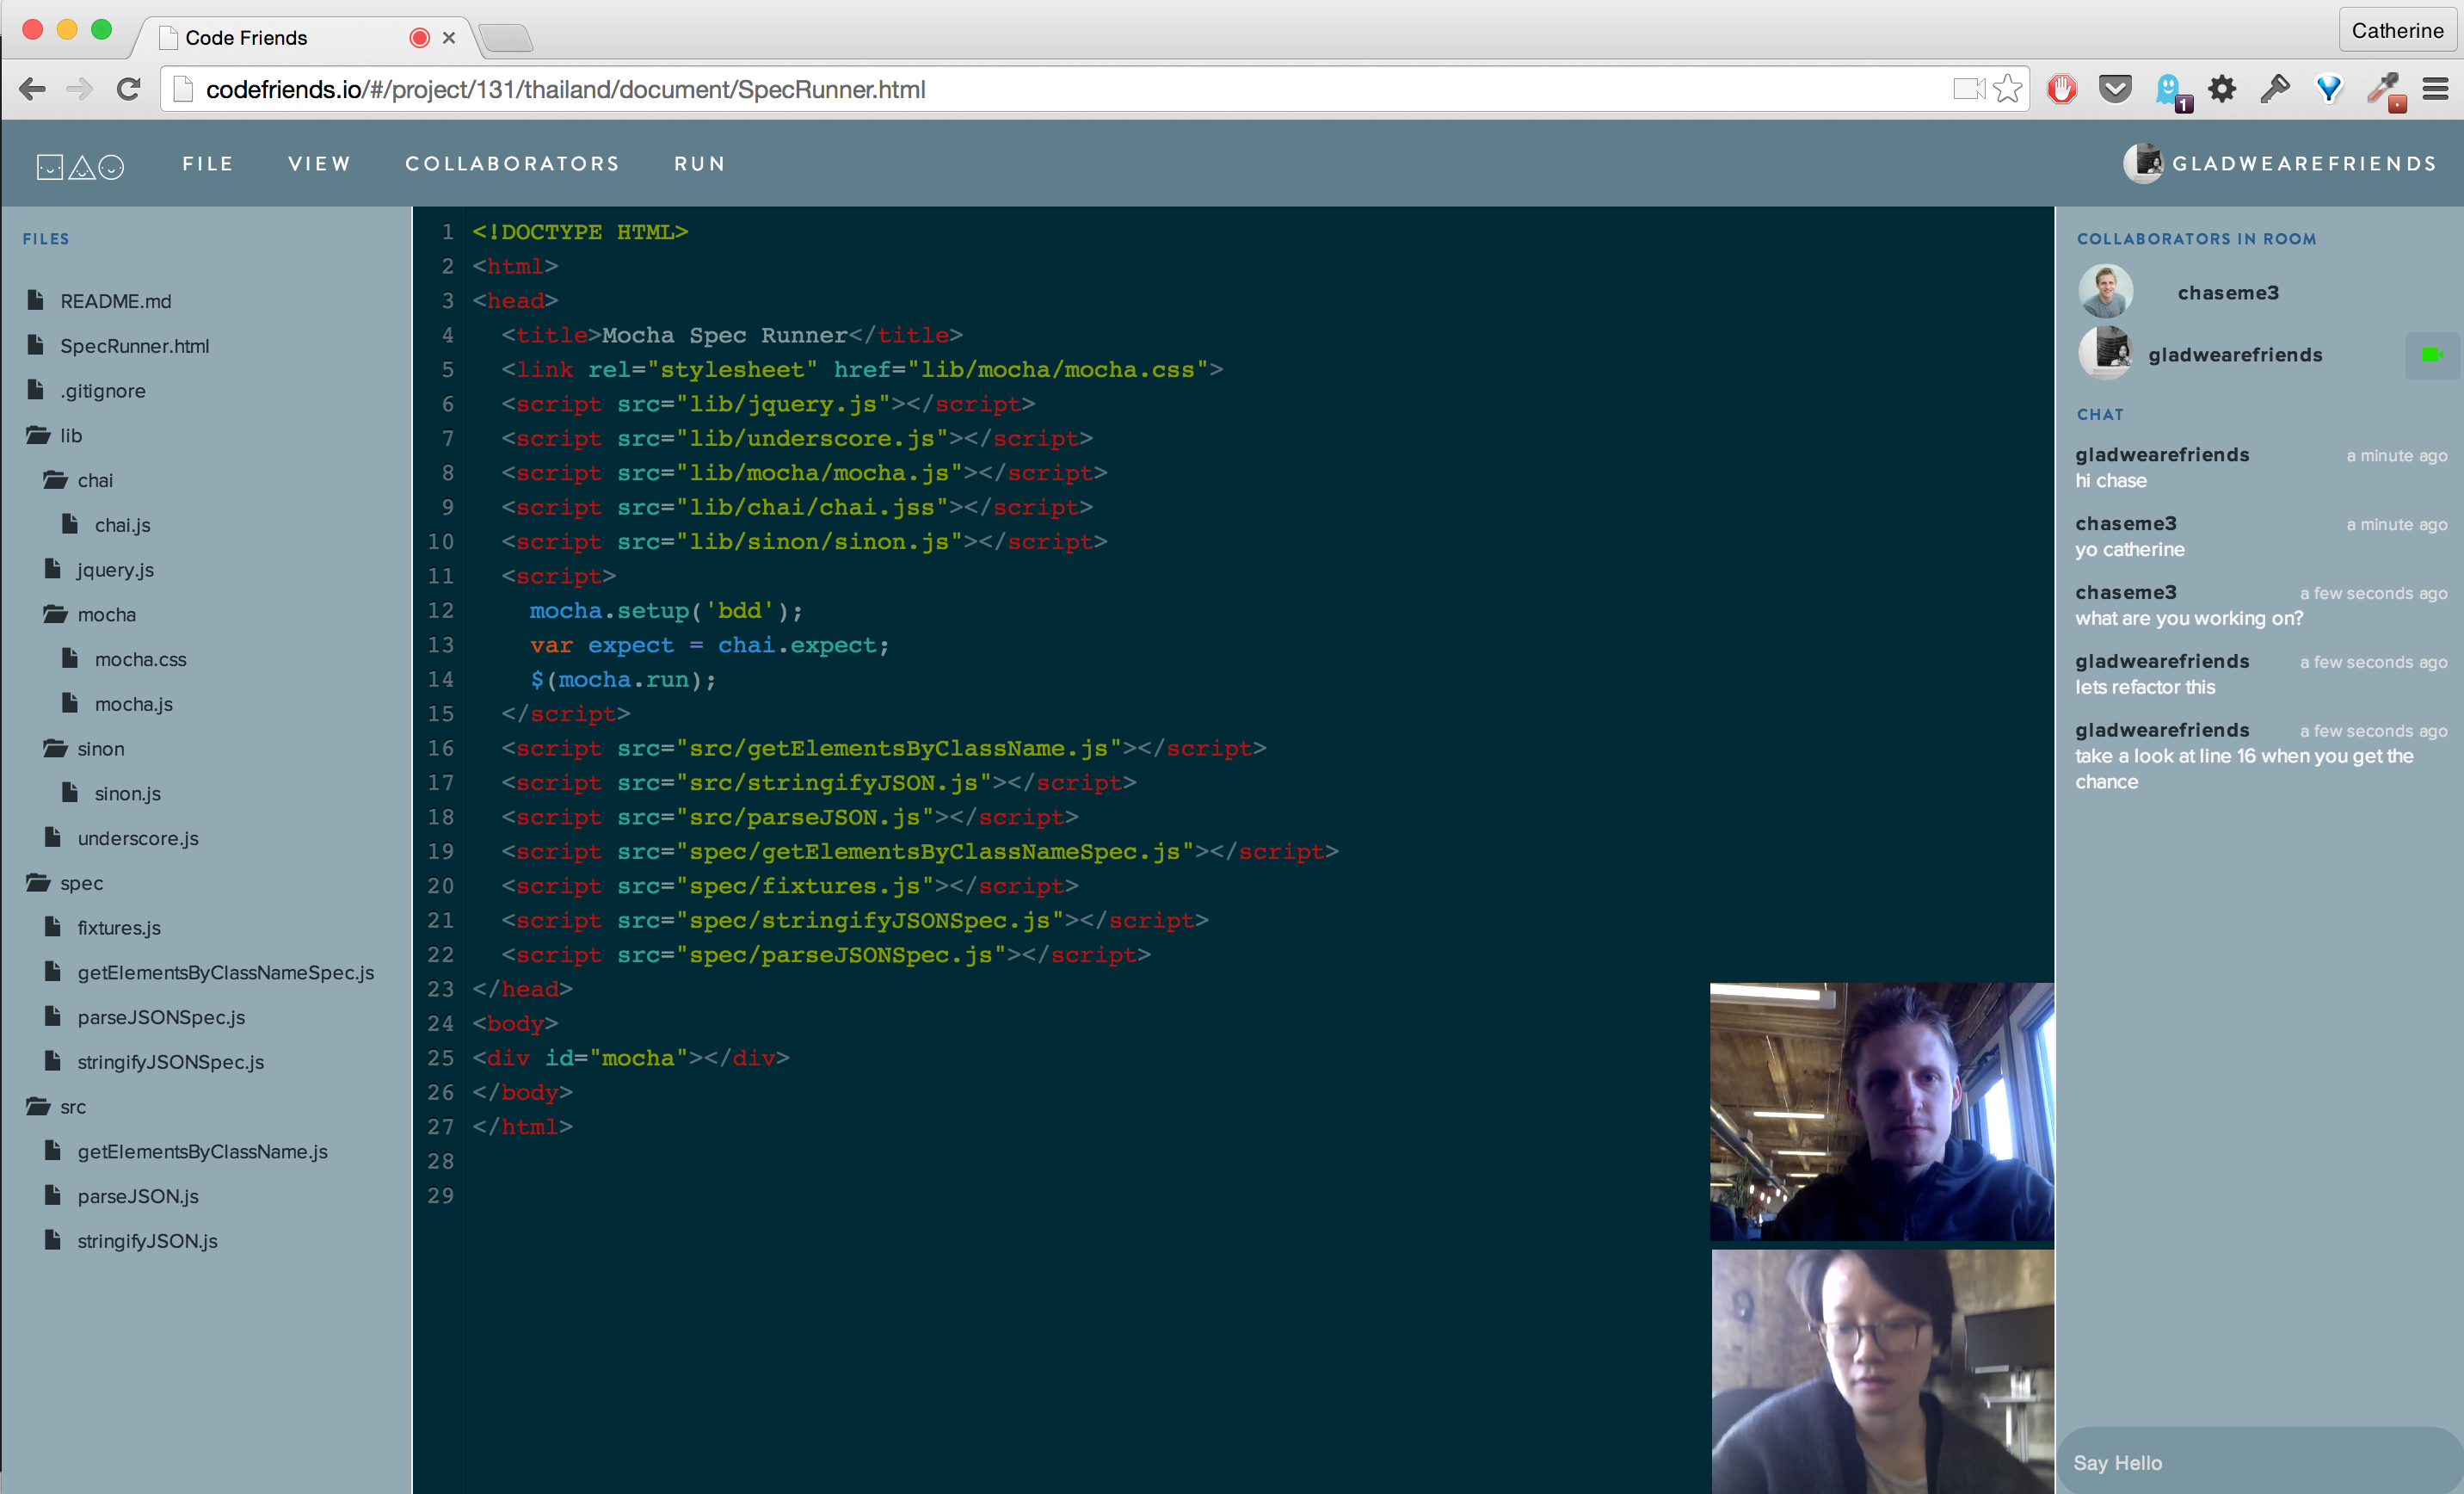 Code Friends
Catherine
codefriends.io/#/project/131/thailand/document/SpecRunner.html
1
FILE VIEW COLLABORATORS RUN
GLADWEAREFRIENDS
FILES
README.md
SpecRunner.html
.gitignore
lib
chai
chai.js
jquery.js
mocha
mocha.css
mocha.js
sinon
sinon.js
underscore.js
spec
fixtures.js
getElementsByClassNameSpec.js
parseJSONSpec.js
stringifyJSONSpec.js
src
getElementsByClassName.js
parseJSON.js
stringifyJSON.js
1 <!DOCTYPE HTML>
2 <html>
3 <head>
4 <title>Mocha Spec Runner</title>
5 <link rel="stylesheet" href="lib/mocha/mocha.css">
6 <script src="lib/jquery.js"></script>
7 <script src="lib/underscore.js"></script>
8 <script src="lib/mocha/mocha.js"></script>
9 <script src="lib/chai/chai.jss"></script>
10 <script src="lib/sinon/sinon.js"></script>
11 <script>
12 mocha.setup('bdd');
13 var expect = chai.expect;
14 $(mocha.run);
15 </script>
16 <script src="src/getElementsByClassName.js"></script>
17 <script src="src/stringifyJSON.js"></script>
18 <script src="src/parseJSON.js"></script>
19 <script src="spec/getElementsByClassNameSpec.js"></script>
20 <script src="spec/fixtures.js"></script>
21 <script src="spec/stringifyJSONSpec.js"></script>
22 <script src="spec/parseJSONSpec.js"></script>
23 </head>
24 <body>
25 <div id="mocha"></div>
26 </body>
27 </html>
28
29
COLLABORATORS IN ROOM
chaseme3
gladwearefriends
CHAT
gladwearefriends a minute ago
hi chase
chaseme3 a minute ago
yo catherine
chaseme3 a few seconds ago
what are you working on?
gladwearefriends a few seconds ago
lets refactor this
gladwearefriends a few seconds ago
take a look at line 16 when you get the
chance
Say Hello